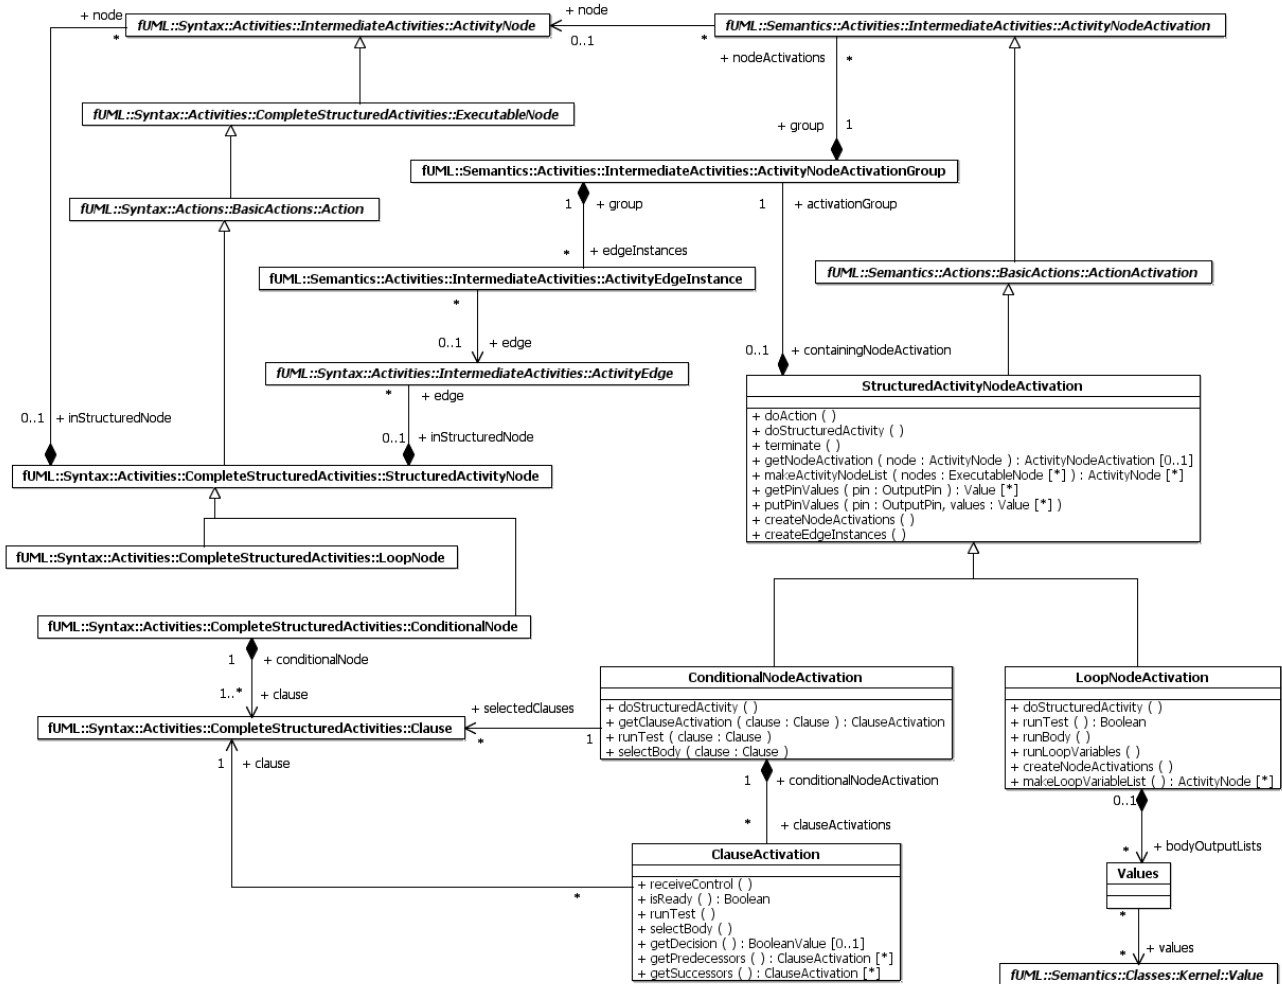 + node
*
fUML::Syntax::Activities::IntermediateActivities::ActivityNode
+ node
0..1
*
fUML::Semantics::Activities::IntermediateActivities::ActivityNodeActivation
+ nodeActivations
*
fUML::Syntax::Activities::CompleteStructuredActivities::ExecutableNode
+ group
1
fUML::Semantics::Activities::IntermediateActivities::ActivityNodeActivationGroup
1
+ group
1
+ activationGroup
fUML::Syntax::Actions::BasicActions::Action
*
+ edgeInstances
fUML::Semantics::Activities::IntermediateActivities::ActivityEdgeInstance
fUML::Semantics::Actions::BasicActions::ActionActivation
*
0..1
+ edge
0..1
+ containingNodeActivation
fUML::Syntax::Activities::IntermediateActivities::ActivityEdge
*
+ edge
0..1
+ inStructuredNode
0..1
+ inStructuredNode
fUML::Syntax::Activities::CompleteStructuredActivities::StructuredActivityNode
StructuredActivityNodeActivation
+ doAction ( )
+ doStructuredActivity ( )
+ terminate ( )
+ getNodeActivation ( node : ActivityNode ) : ActivityNodeActivation [0..1]
+ makeActivityNodeList ( nodes : ExecutableNode [*] ) : ActivityNode [*]
+ getPinValues ( pin : OutputPin ) : Value [*]
+ putPinValues ( pin : OutputPin, values : Value [*] )
+ createNodeActivations ( )
+ createEdgeInstances ( )
fUML::Syntax::Activities::CompleteStructuredActivities::LoopNode
fUML::Syntax::Activities::CompleteStructuredActivities::ConditionalNode
1
+ conditionalNode
1..*
+ clause
fUML::Syntax::Activities::CompleteStructuredActivities::Clause
+ selectedClauses
*
1
1
+ clause
ConditionalNodeActivation
+ doStructuredActivity ( )
+ getClauseActivation ( clause : Clause ) : ClauseActivation
+ runTest ( clause : Clause )
+ selectBody ( clause : Clause )
LoopNodeActivation
+ doStructuredActivity ( )
+ runTest ( ) : Boolean
+ runBody ( )
+ runLoopVariables ( )
+ createNodeActivations ( )
+ makeLoopVariableList ( ) : ActivityNode [*]
1
+ conditionalNodeActivation
*
+ clauseActivations
0..1
*
+ bodyOutputLists
ClauseActivation
+ receiveControl ( )
+ isReady ( ) : Boolean
+ runTest ( )
+ selectBody ( )
+ getDecision ( ) : BooleanValue [0..1]
+ getPredecessors ( ) : ClauseActivation [*]
+ getSuccessors ( ) : ClauseActivation [*]
*
Values
*
*
+ values
fUML::Semantics::Classes::Kernel::Value